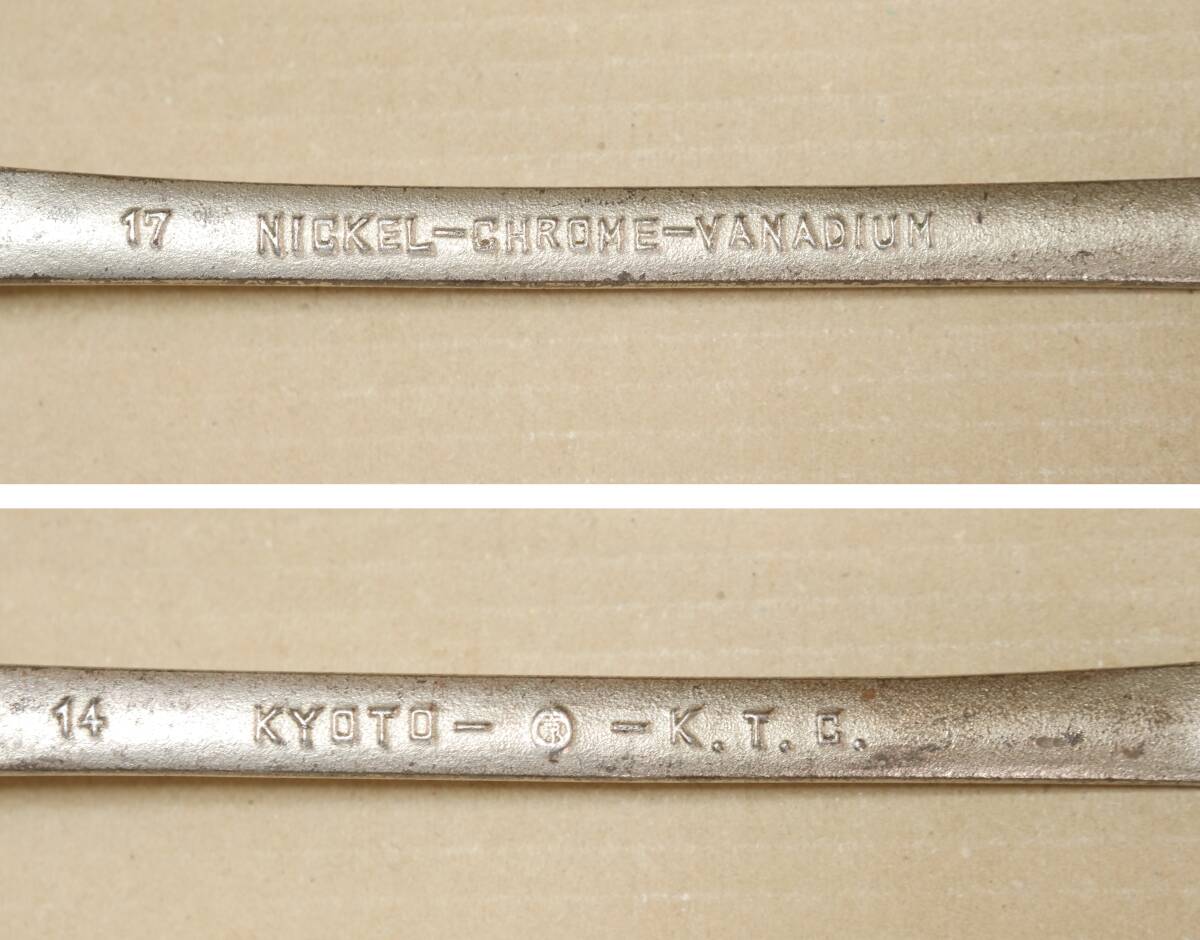 17 NICKEL-CHROME-VANADIUM
14 KYOTO- -K.T.C.